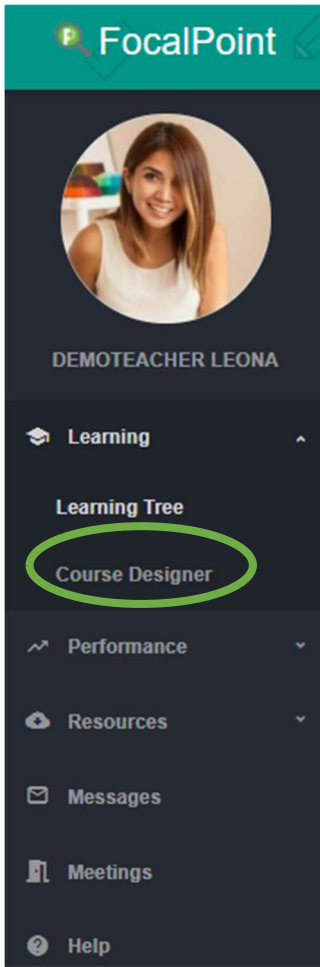 FocalPoint
DEMOTEACHER LEONA
Learning
Learning Tree
Course Designer
Performance
Resources
Messages
Meetings
Help